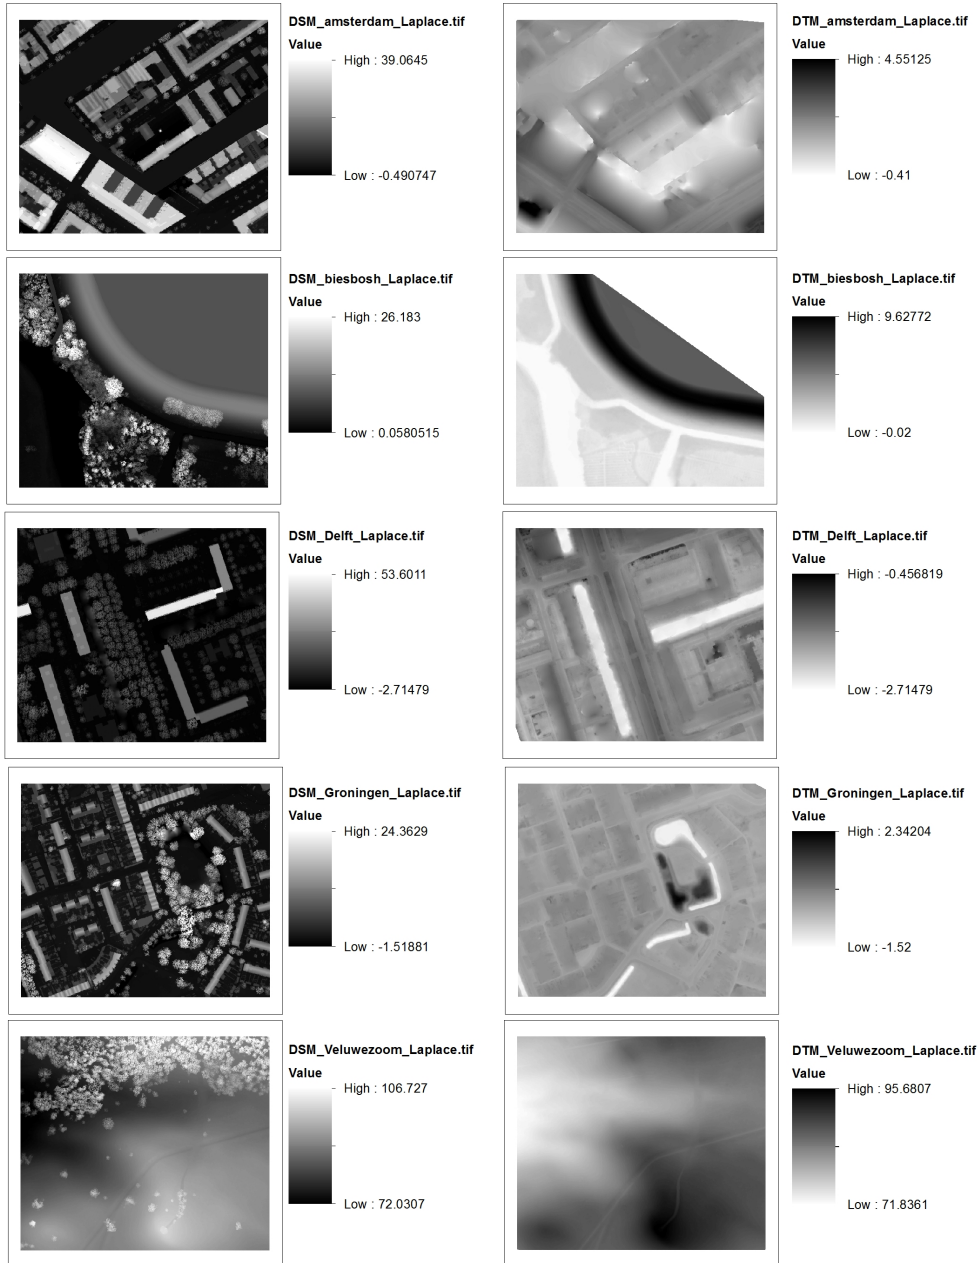 DSM_amsterdam_Laplace.tif
Value
High : 39.0645
Low : -0.490747
DTM_amsterdam_Laplace.tif
Value
High : 4.55125
Low : -0.41
DSM_biesbosh_Laplace.tif
Value
High : 26.183
Low : 0.0580515
DTM_biesbosh_Laplace.tif
Value
High : 9.62772
Low : -0.02
DSM_Delft_Laplace.tif
Value
High : 53.6011
Low : -2.71479
DTM_Delft_Laplace.tif
Value
High : -0.456819
Low : -2.71479
DSM_Groningen_Laplace.tif
Value
High : 24.3629
Low : -1.51881
DTM_Groningen_Laplace.tif
Value
High : 2.34204
Low : -1.52
DSM_Veluwezoom_Laplace.tif
Value
High : 106.727
Low : 72.0307
DTM_Veluwezoom_Laplace.tif
Value
High : 95.6807
Low : 71.8361